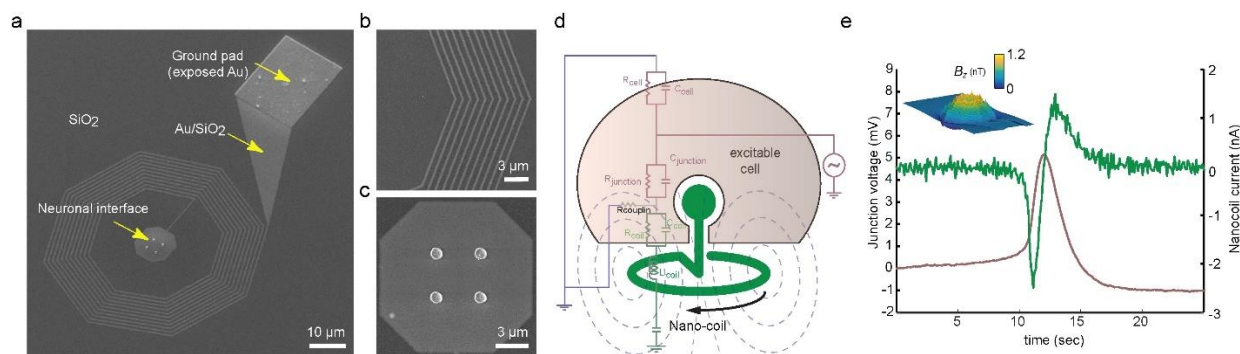 a
Ground pad
(exposed Au)
SiO2
Au/SiO2
Neuronal interface
10 µm
b
3 µm
c
3 µm
d
Rcell
Ccell
excitable
cell
Cjunction
Rjunction
Rcouplin
Rcoil
Ccoil
Lcoil
Nano-coil
~
e
Bz (nT)
1.2
0
Junction voltage (mV)
9
8
7
6
5
4
3
2
1
0
-1
-2
5
10
15
20
time (sec)
2
1
0
-1
-2
-3
Nanocoil current (nA)